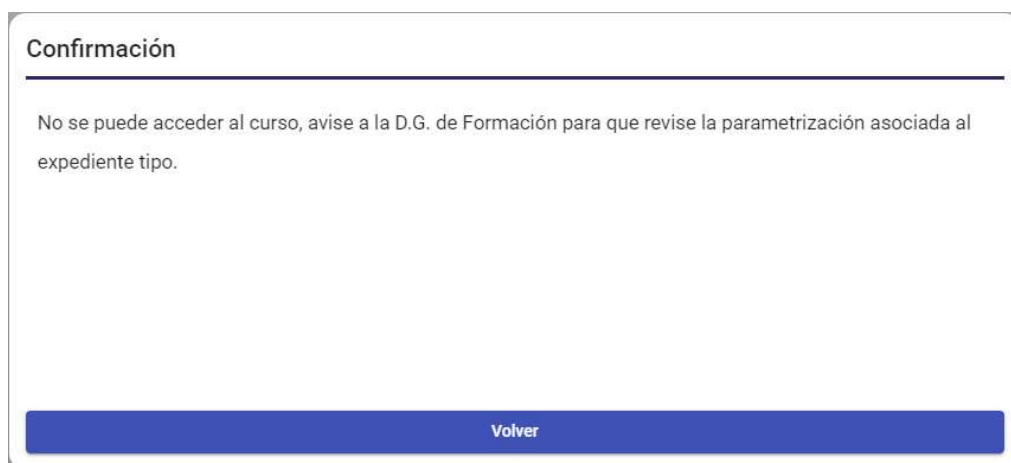 Confirmación
No se puede acceder al curso, avise a la D.G. de Formación para que revise la parametrización asociada al
expediente tipo.
Volver